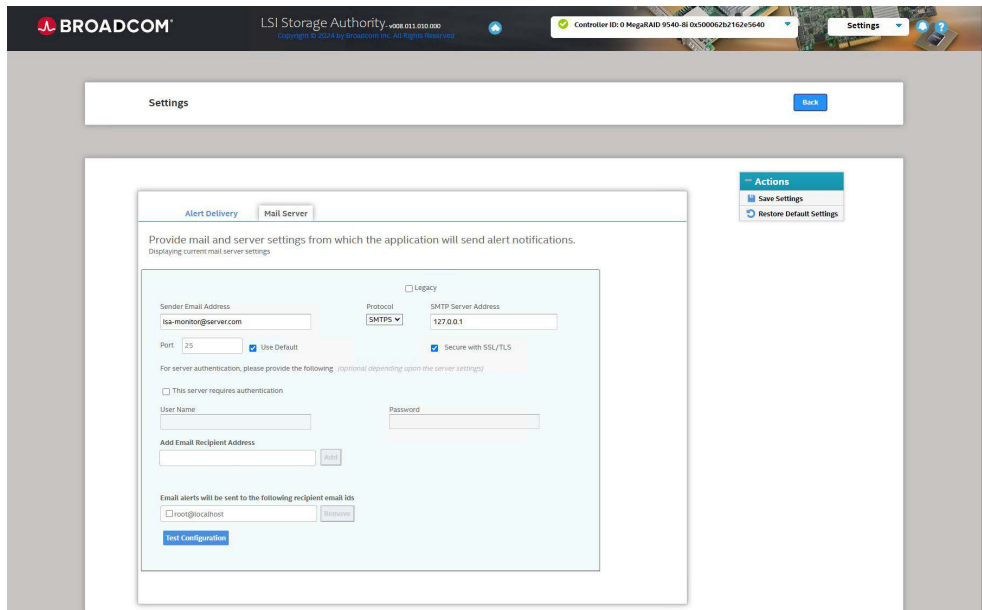 BROADCOM®
LSI Storage Authority v008.011.010.000
Copyright © 2024 by Broadcom Inc. All Rights Reserved
Controller ID: 0 MegaRAID 9540-8i 0x500062b2162e5640
Settings
?
Settings
Back
Actions
Save Settings
Restore Default Settings
Alert Delivery
Mail Server
Provide mail and server settings from which the application will send alert notifications.
Displaying current mail server settings
Legacy
Sender Email Address
Protocol
SMTP Server Address
lsa-monitor@server.com
SMTPS
127.0.0.1
Port
25
Use Default
Secure with SSL/TLS
For server authentication, please provide the following (optional depending upon the server settings)
This server requires authentication
User Name
Password
Add Email Recipient Address
Add
Email alerts will be sent to the following recipient email ids
root@localhost
Remove
Test Configuration